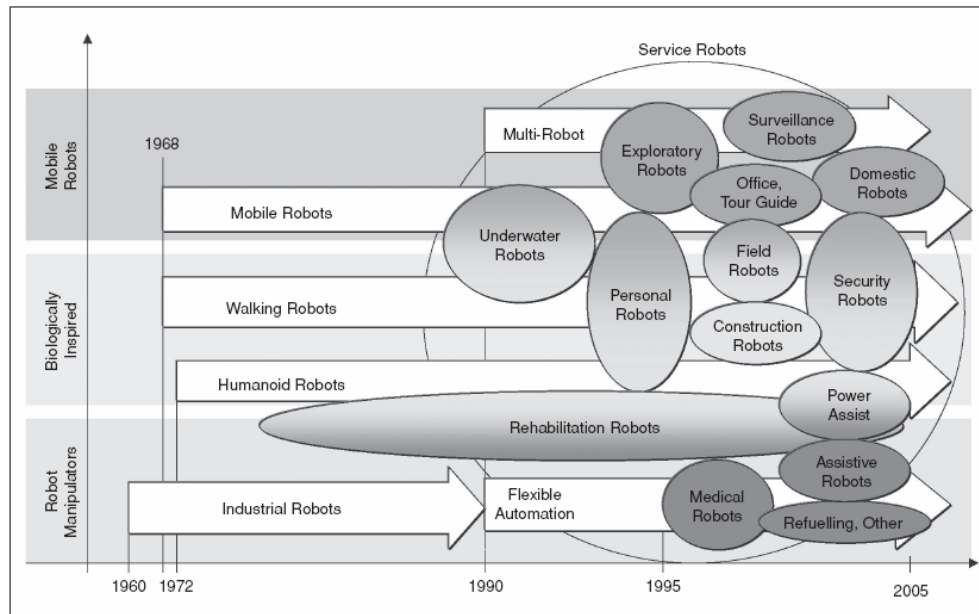 Service Robots
Mobile
Robots
1968
Multi-Robot
Exploratory
Robots
Surveillance
Robots
Office,
Tour Guide
Domestic
Robots
Mobile Robots
Underwater
Robots
Biologically
Inspired
Walking Robots
Personal
Robots
Field
Robots
Security
Robots
Construction
Robots
Humanoid Robots
Power
Assist
Rehabilitation Robots
Robot
Manipulators
Industrial Robots
Flexible
Automation
Medical
Robots
Assistive
Robots
Refuelling, Other
1960
1972
1990
1995
2005